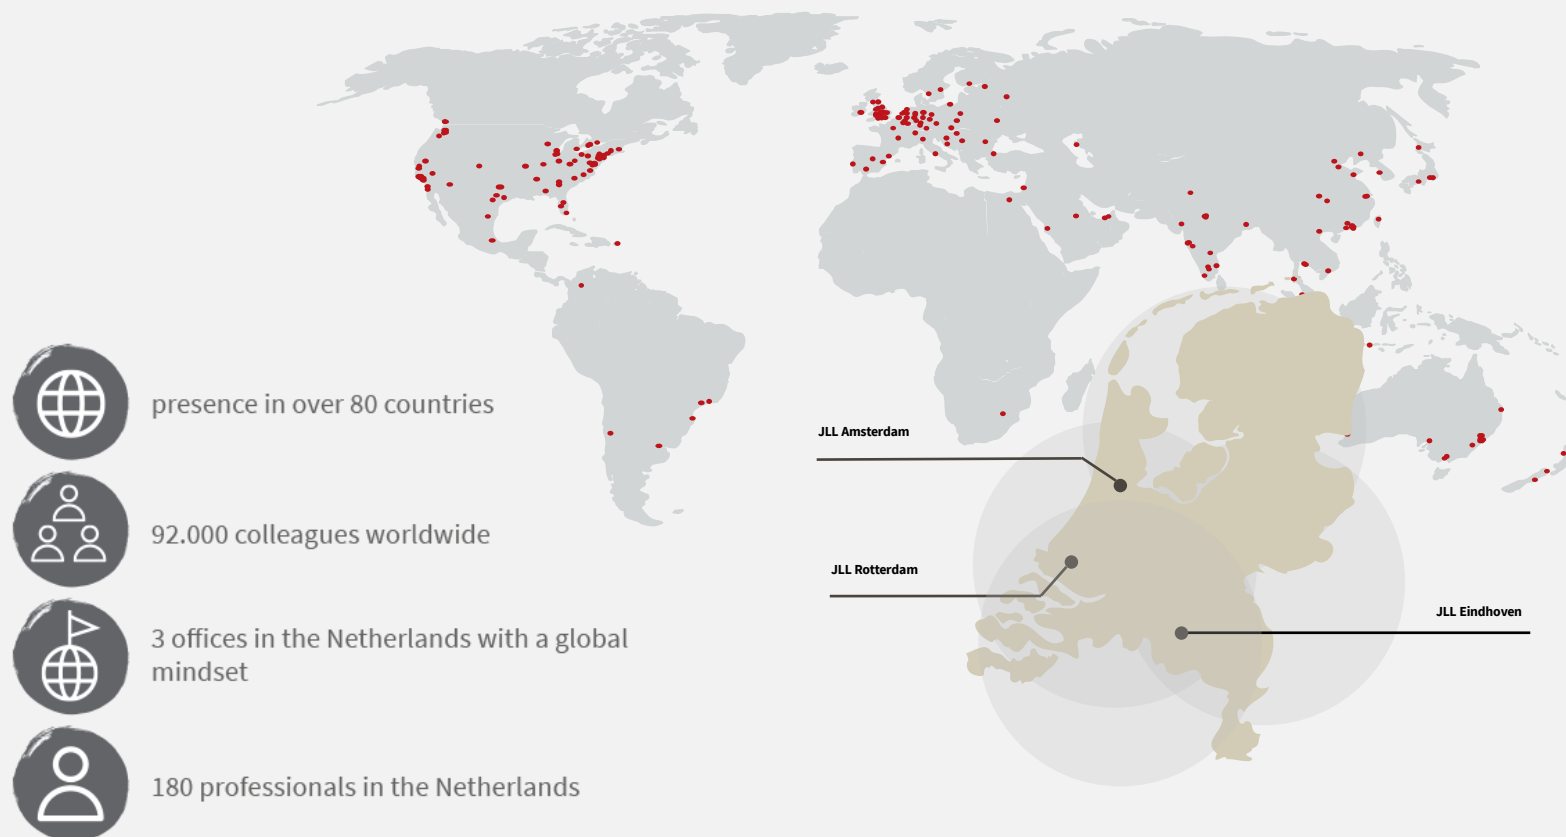 presence in over 80 countries
92.000 colleagues worldwide
3 offices in the Netherlands with a global
mindset
180 professionals in the Netherlands
JLL Amsterdam
JLL Rotterdam
JLL Eindhoven